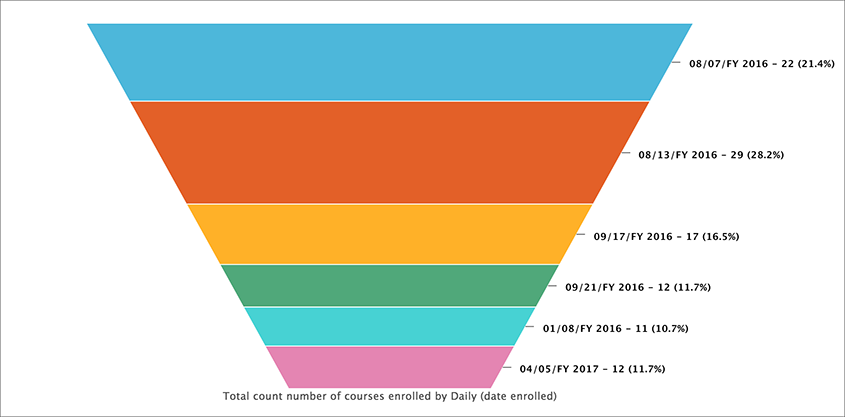 08/07/FY 2016 - 22 (21.4%)
08/13/FY 2016 - 29 (28.2%)
09/17/FY 2016 - 17 (16.5%)
09/21/FY 2016 - 12 (11.7%)
01/08/FY 2016 - 11 (10.7%)
04/05/FY 2017 - 12 (11.7%)
Total count number of courses enrolled by Daily (date enrolled)